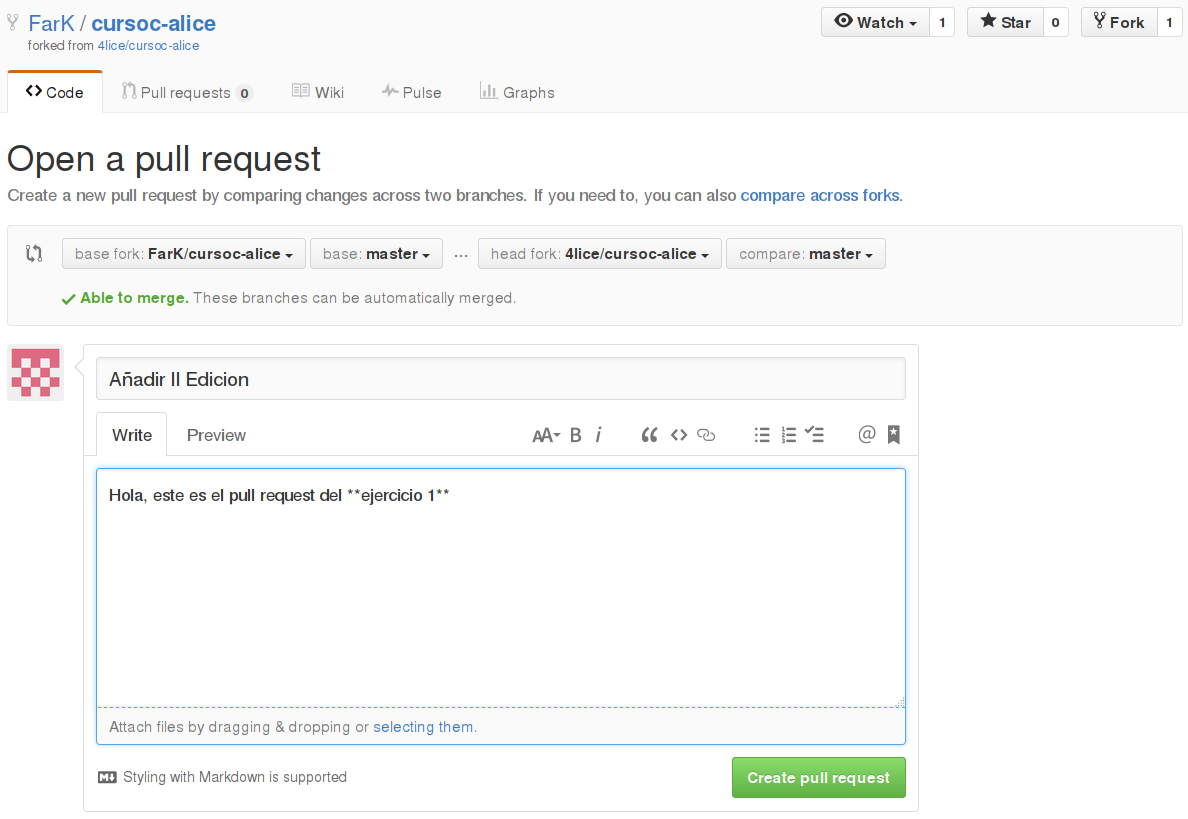 FarK / cursoc-alice
Watch 1 Star 0 Fork 1
forked from 4lice/cursoc-alice
Code Pull requests 0 Wiki Pulse Graphs
Open a pull request
Create a new pull request by comparing changes across two branches. If you need to, you can also compare across forks.
base fork: FarK/cursoc-alice base: master ... head fork: 4lice/cursoc-alice compare: master
Able to merge. These branches can be automatically merged.
Añadir II Edicion
Write Preview AA B i @
Hola, este es el pull request del **ejercicio 1**
Attach files by dragging & dropping or selecting them.
Styling with Markdown is supported
Create pull request